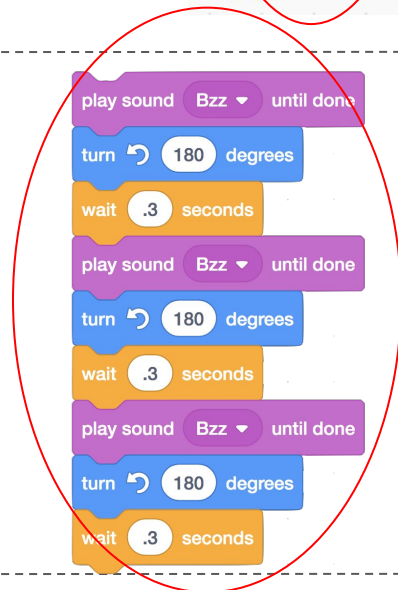 play sound Bzz until done
turn 180 degrees
wait .3 seconds
play sound Bzz until done
turn 180 degrees
wait .3 seconds
play sound Bzz until done
turn 180 degrees
wait .3 seconds